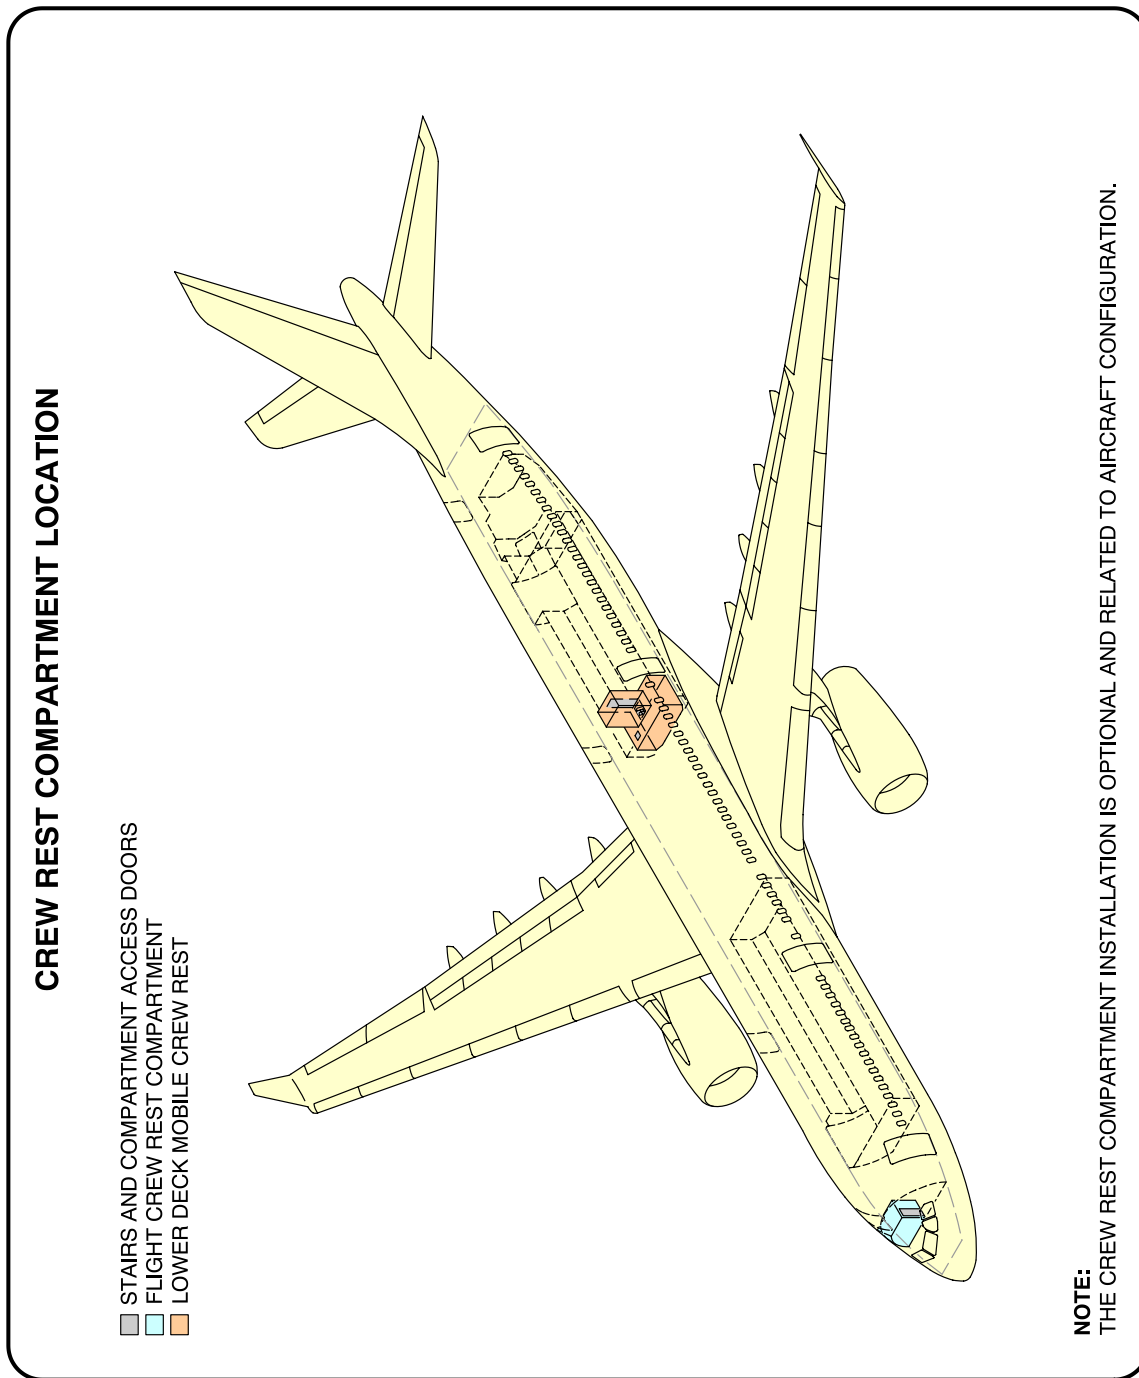 CREW REST COMPARTMENT LOCATION
STAIRS AND COMPARTMENT ACCESS DOORS
FLIGHT CREW REST COMPARTMENT
LOWER DECK MOBILE CREW REST
NOTE:
THE CREW REST COMPARTMENT INSTALLATION IS OPTIONAL AND RELATED TO AIRCRAFT CONFIGURATION.